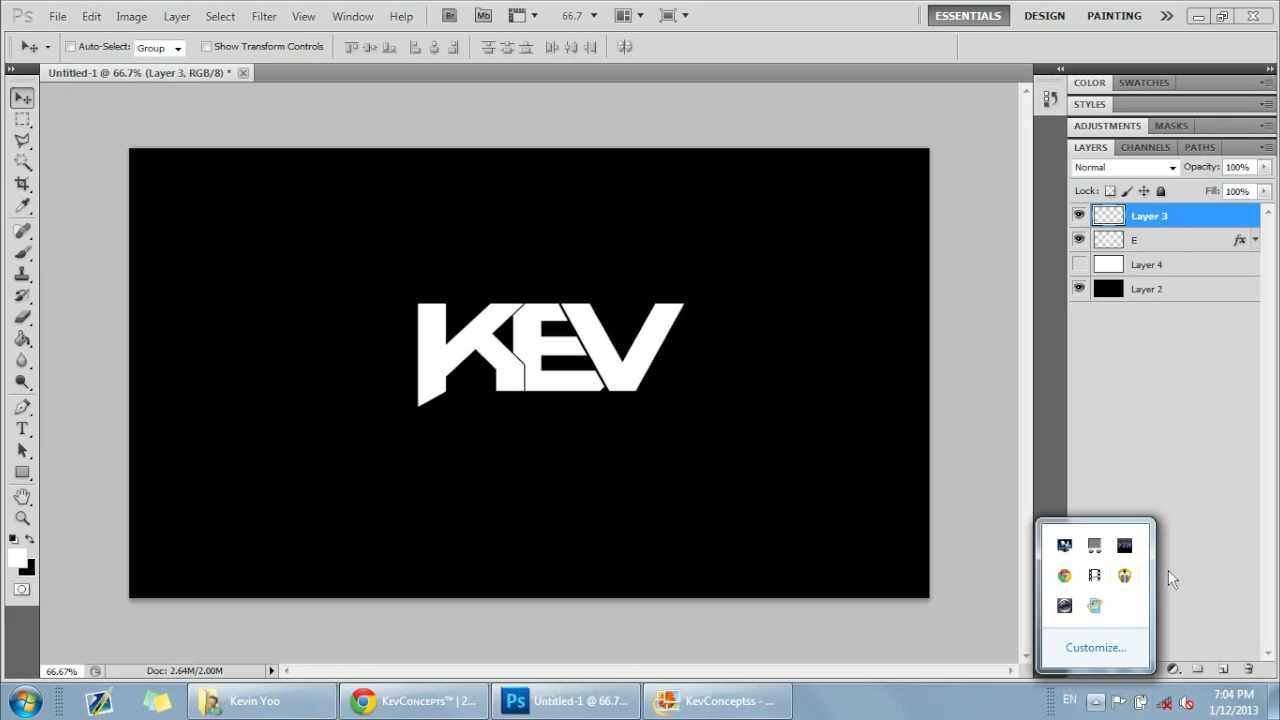 Ps File Edit Image Layer Select Filter View Window Help Br Mb 66.7 ESSENTIALS DESIGN PAINTING
Auto-Select: Group Show Transform Controls
Untitled-1 @ 66.7% (Layer 3, RGB/8) *
COLOR SWATCHES
STYLES
ADJUSTMENTS MASKS
LAYERS CHANNELS PATHS
Normal Opacity: 100%
Lock: Fill: 100%
Layer 3
E fx
Layer 4
Layer 2
KEV
YTK
Customize...
66.67% Doc: 2.64M/2.00M
Kevin Yoo KevConcepts™ | 2... Ps Untitled-1 @ 66.7%... KevConceptss - ... EN 7:04 PM
1/12/2013